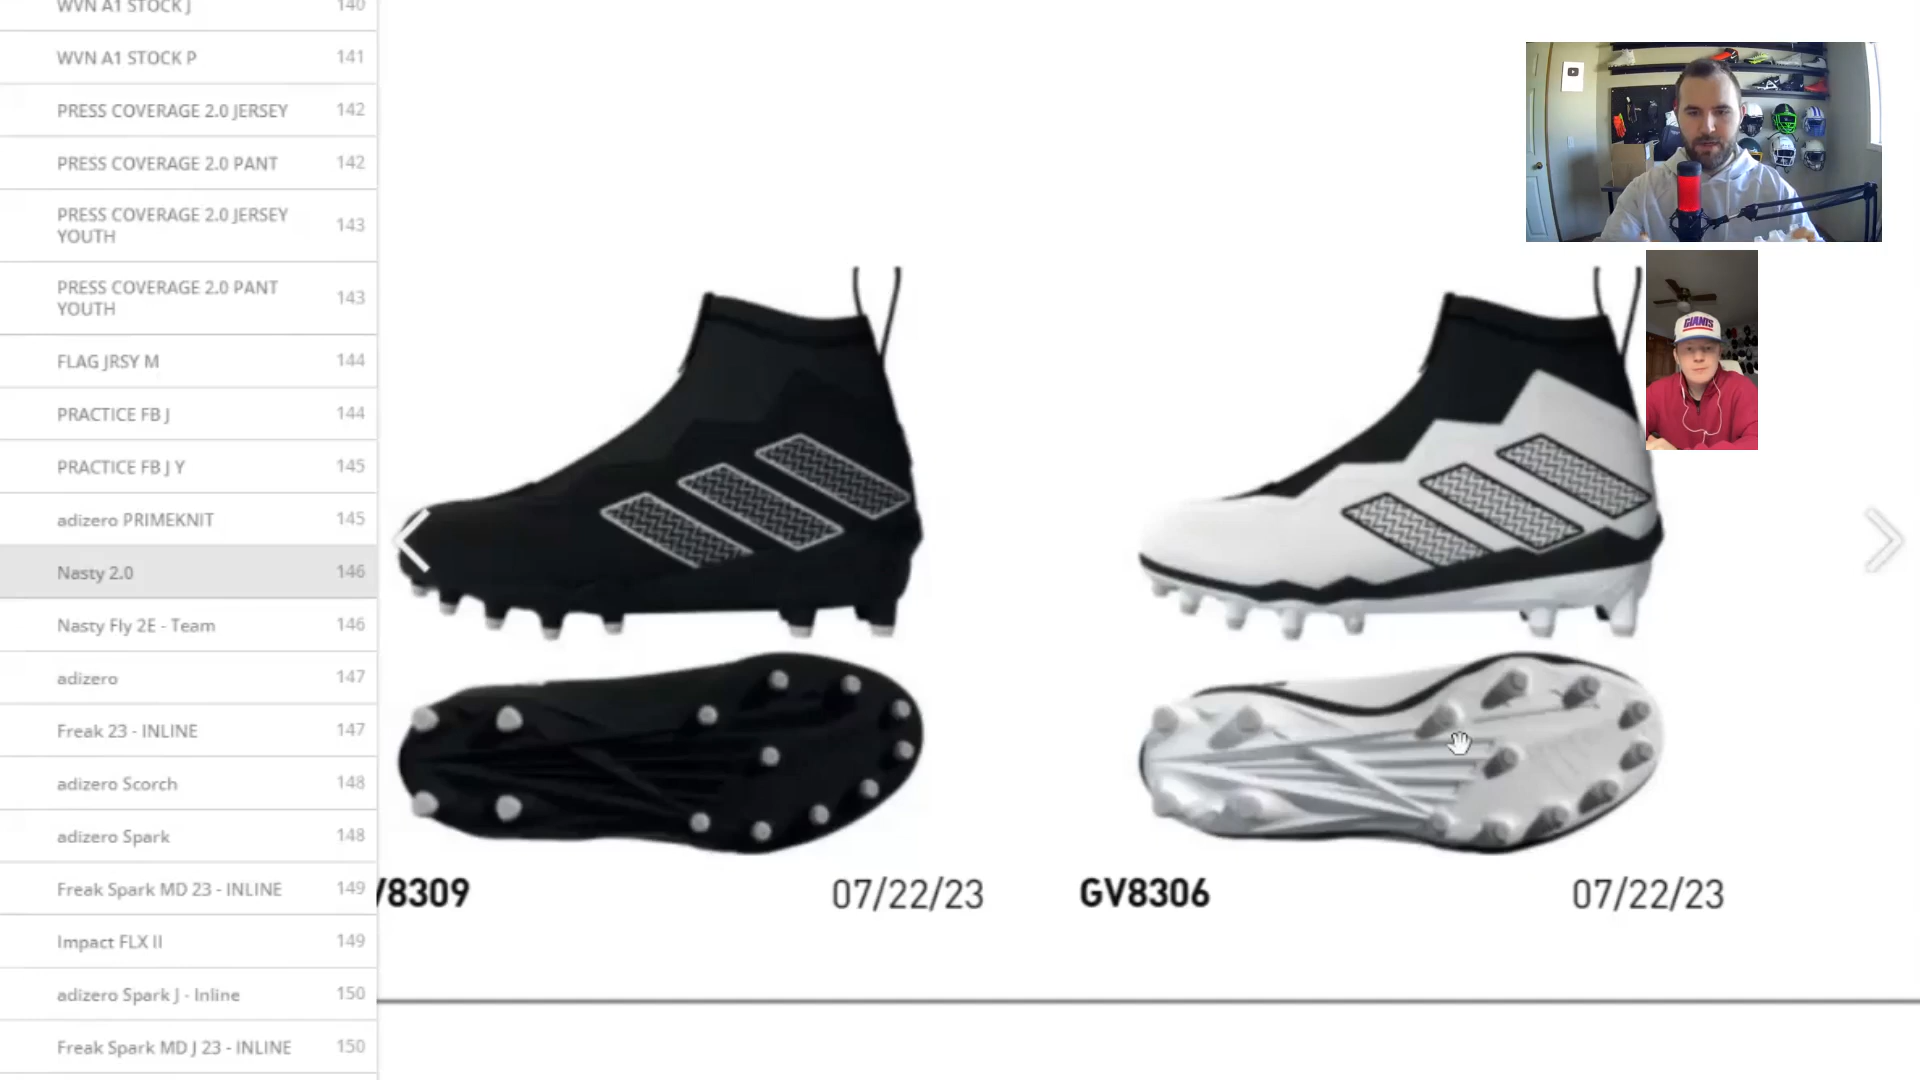 WVN A1 STOCK J 140
WVN A1 STOCK P 141
PRESS COVERAGE 2.0 JERSEY 142
PRESS COVERAGE 2.0 PANT 142
PRESS COVERAGE 2.0 JERSEY
YOUTH 143
PRESS COVERAGE 2.0 PANT
YOUTH 143
FLAG JRSY M 144
PRACTICE FB J 144
PRACTICE FB J Y 145
adizero PRIMEKNIT 145
Nasty 2.0 146
Nasty Fly 2E - Team 146
adizero 147
Freak 23 - INLINE 147
adizero Scorch 148
adizero Spark 148
Freak Spark MD 23 - INLINE 149
Impact FLX II 149
adizero Spark J - Inline 150
Freak Spark MD J 23 - INLINE 150
V8309 07/22/23
GV8306 07/22/23
GIANTS